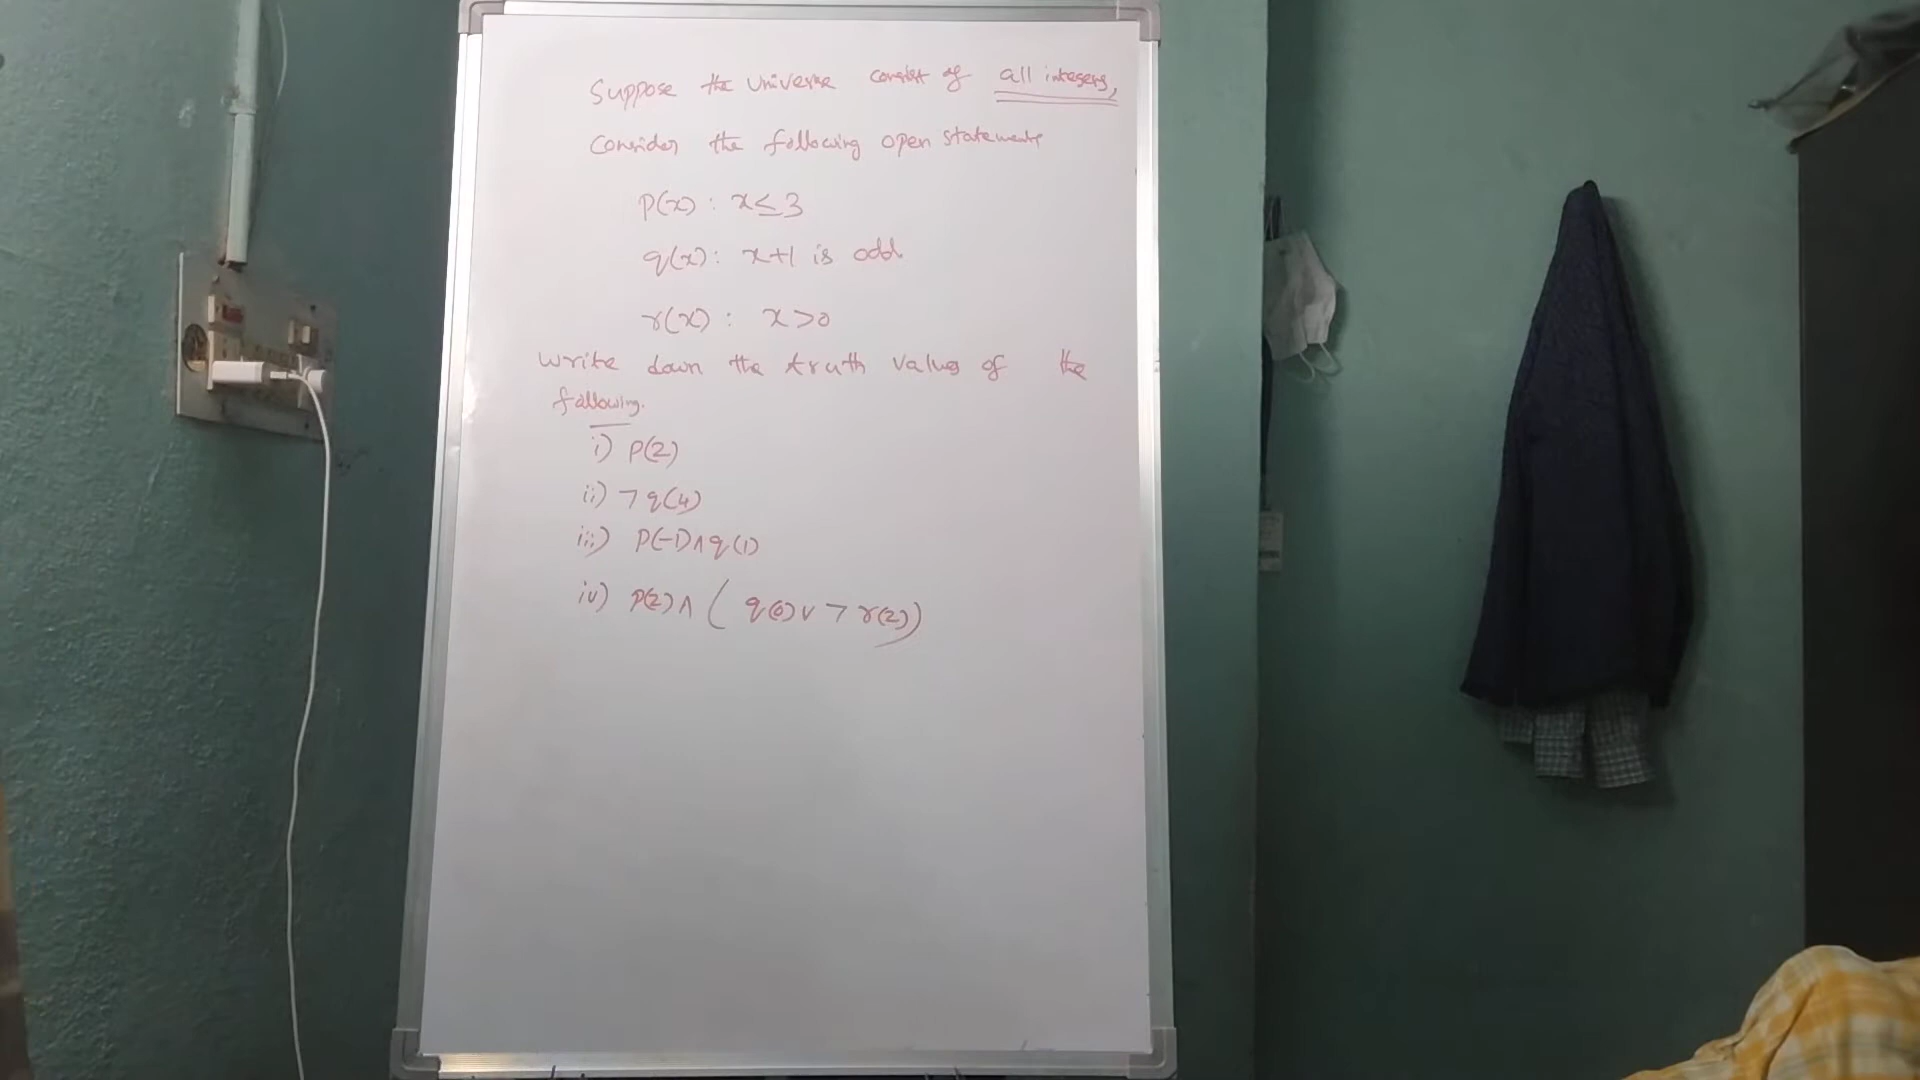 Suppose the Universe consist of all integers,
Consider the following open statements
p(x) : x ≤ 3
q(x) : x+1 is odd
r(x) : x > 0
write down the truth values of the
following.
i) P(2)
ii) ¬ q(4)
iii) P(-1) ∧ q(1)
iv) p(2) ∧ ( q(0) ∨ ¬ r(2))